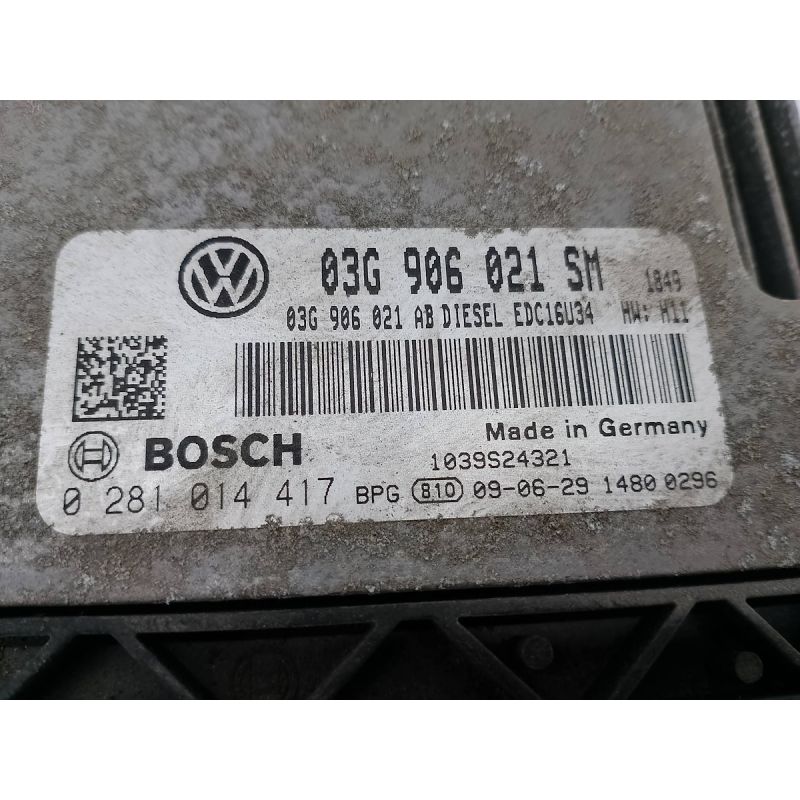 03G 906 021 SM 1849
03G 906 021 AB DIESEL EDC16U34 HW: H11
BOSCH
Made in Germany
1039S24321
0 281 014 417 BPG 810 09-06-29 1480 0296